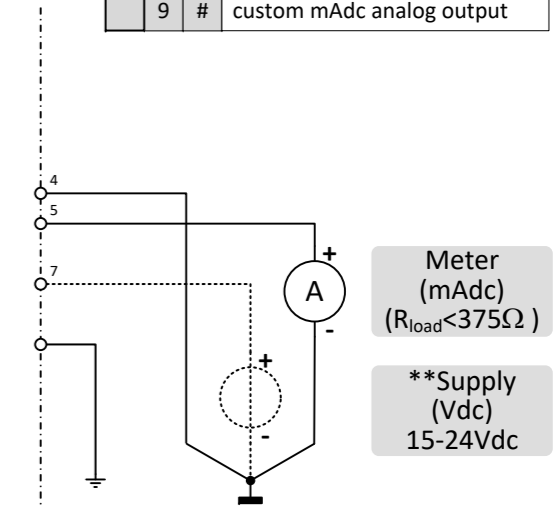 9 # custom mAdc analog output
4
5
7
+
A
-
Meter
(mAdc)
(Rload<375Ω )
+
-
**Supply
(Vdc)
15-24Vdc